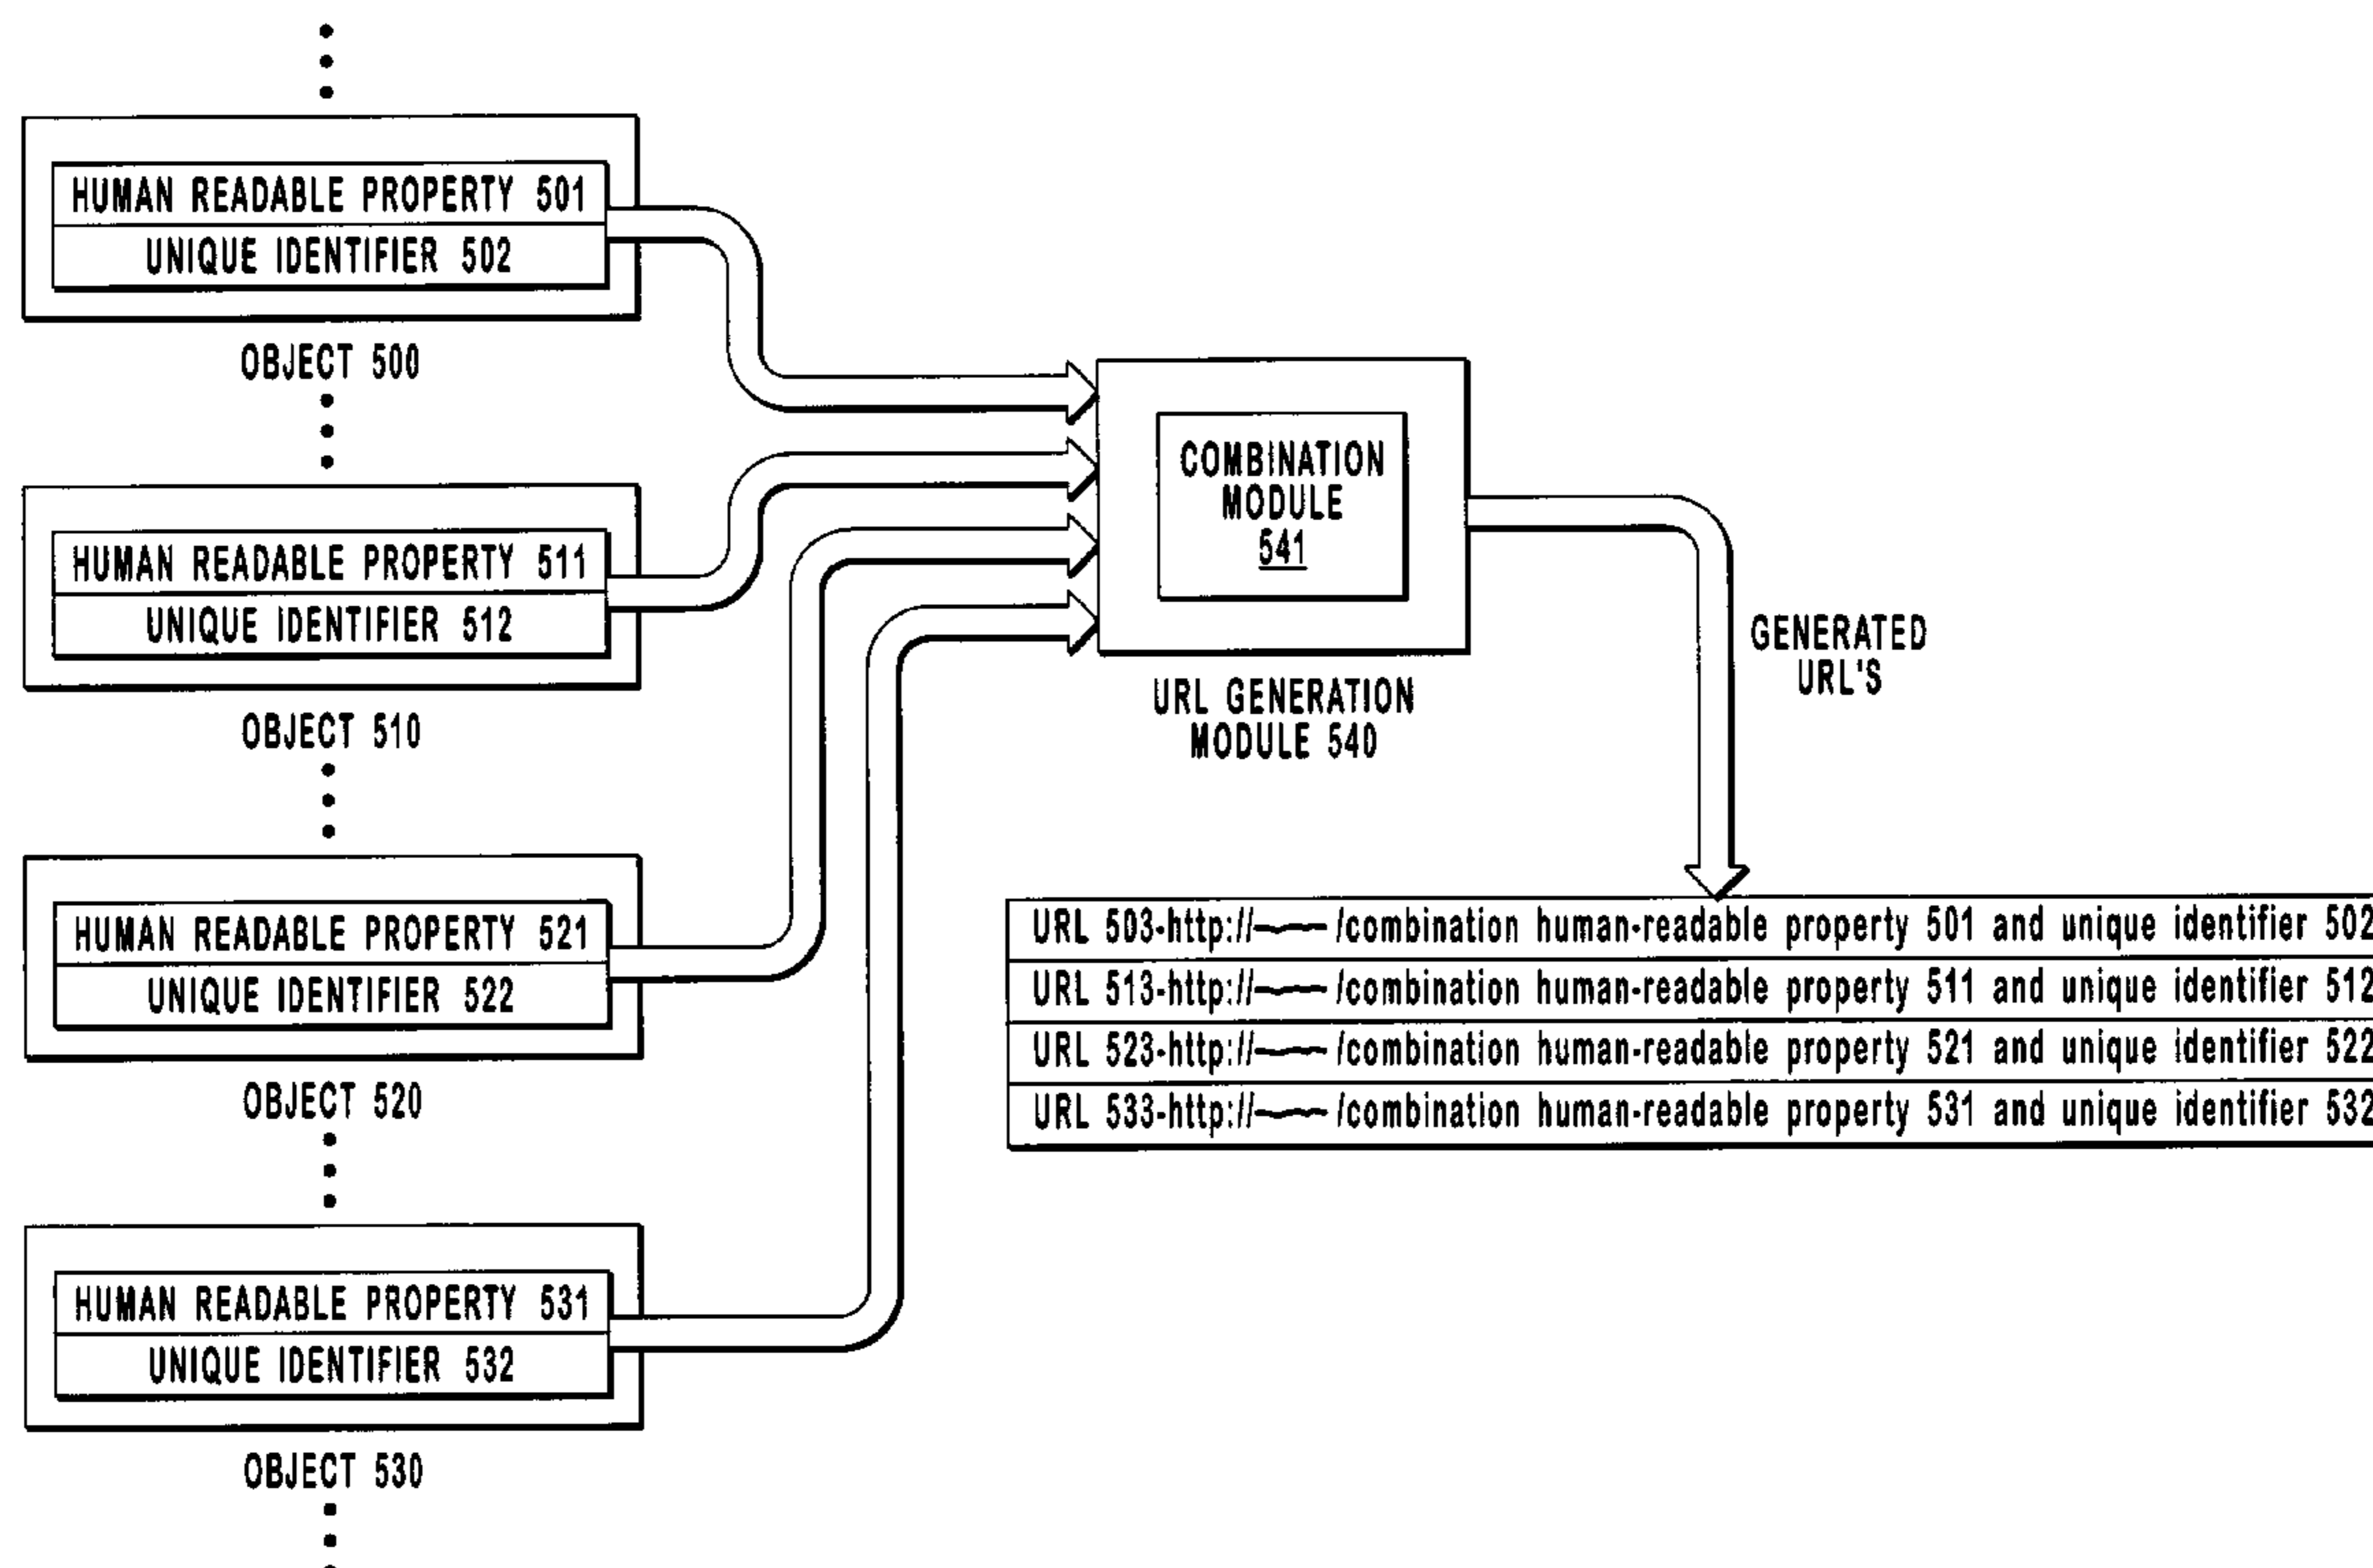 HUMAN READABLE PROPERTY 501
UNIQUE IDENTIFIER 502
OBJECT 500
HUMAN READABLE PROPERTY 511
UNIQUE IDENTIFIER 512
OBJECT 510
HUMAN READABLE PROPERTY 521
UNIQUE IDENTIFIER 522
OBJECT 520
HUMAN READABLE PROPERTY 531
UNIQUE IDENTIFIER 532
OBJECT 530
COMBINATION
MODULE
541
URL GENERATION
MODULE 540
GENERATED
URL'S
URL 503-http://~~~/combination human-readable property 501 and unique identifier 502
URL 513-http://~~~/combination human-readable property 511 and unique identifier 512
URL 523-http://~~~/combination human-readable property 521 and unique identifier 522
URL 533-http://~~~/combination human-readable property 531 and unique identifier 532